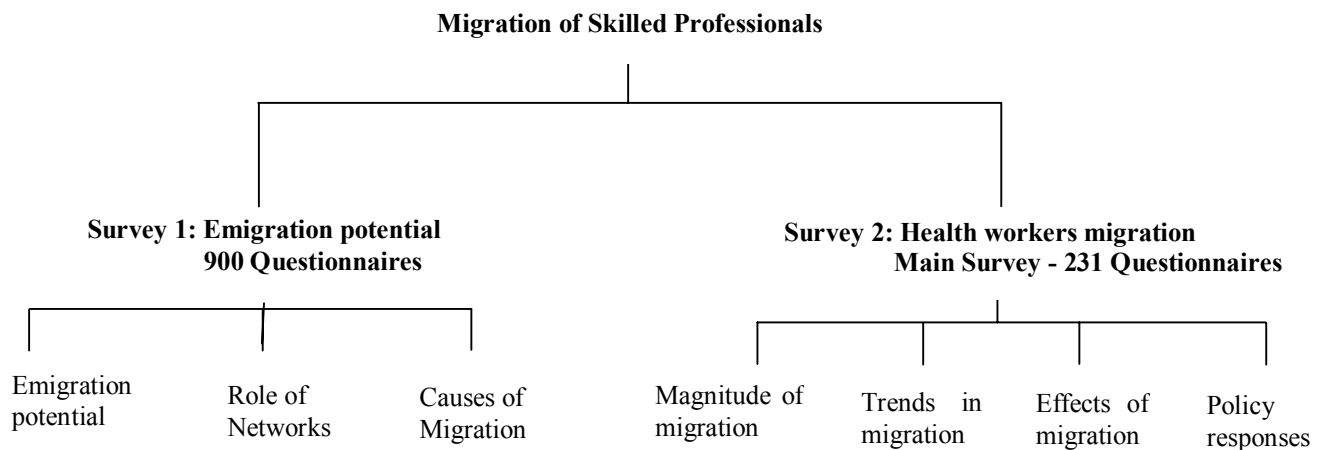 Migration of Skilled Professionals
Survey 1: Emigration potential
900 Questionnaires
Survey 2: Health workers migration
Main Survey - 231 Questionnaires
Emigration
potential
Role of
Networks
Causes of
Migration
Magnitude of
migration
Trends in
migration
Effects of
migration
Policy
responses